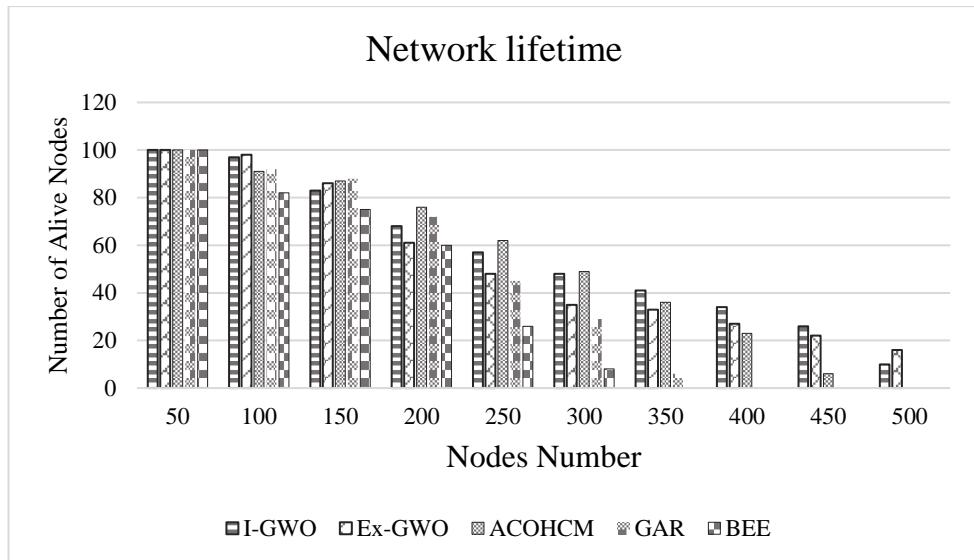 Network lifetime
Number of Alive Nodes
120
100
80
60
40
20
0
50 100 150 200 250 300 350 400 450 500
Nodes Number
I-GWO Ex-GWO ACOHCM GAR BEE